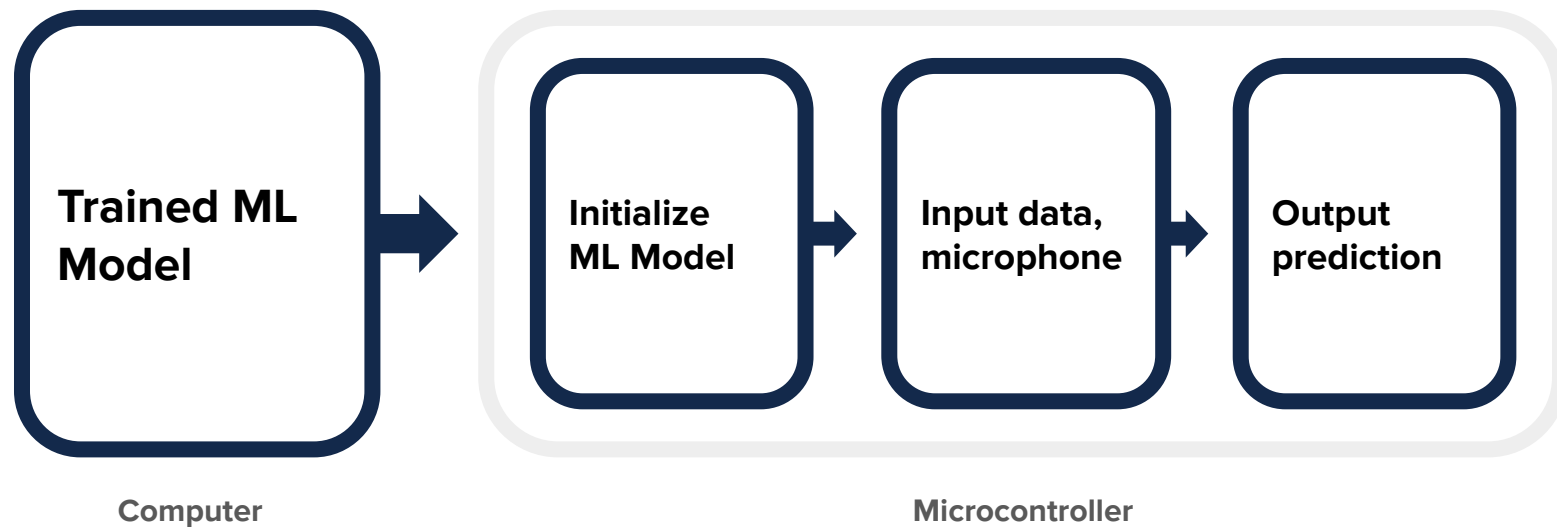 Trained ML
Model
Initialize
ML Model
Input data,
microphone
Output
prediction
Computer
Microcontroller